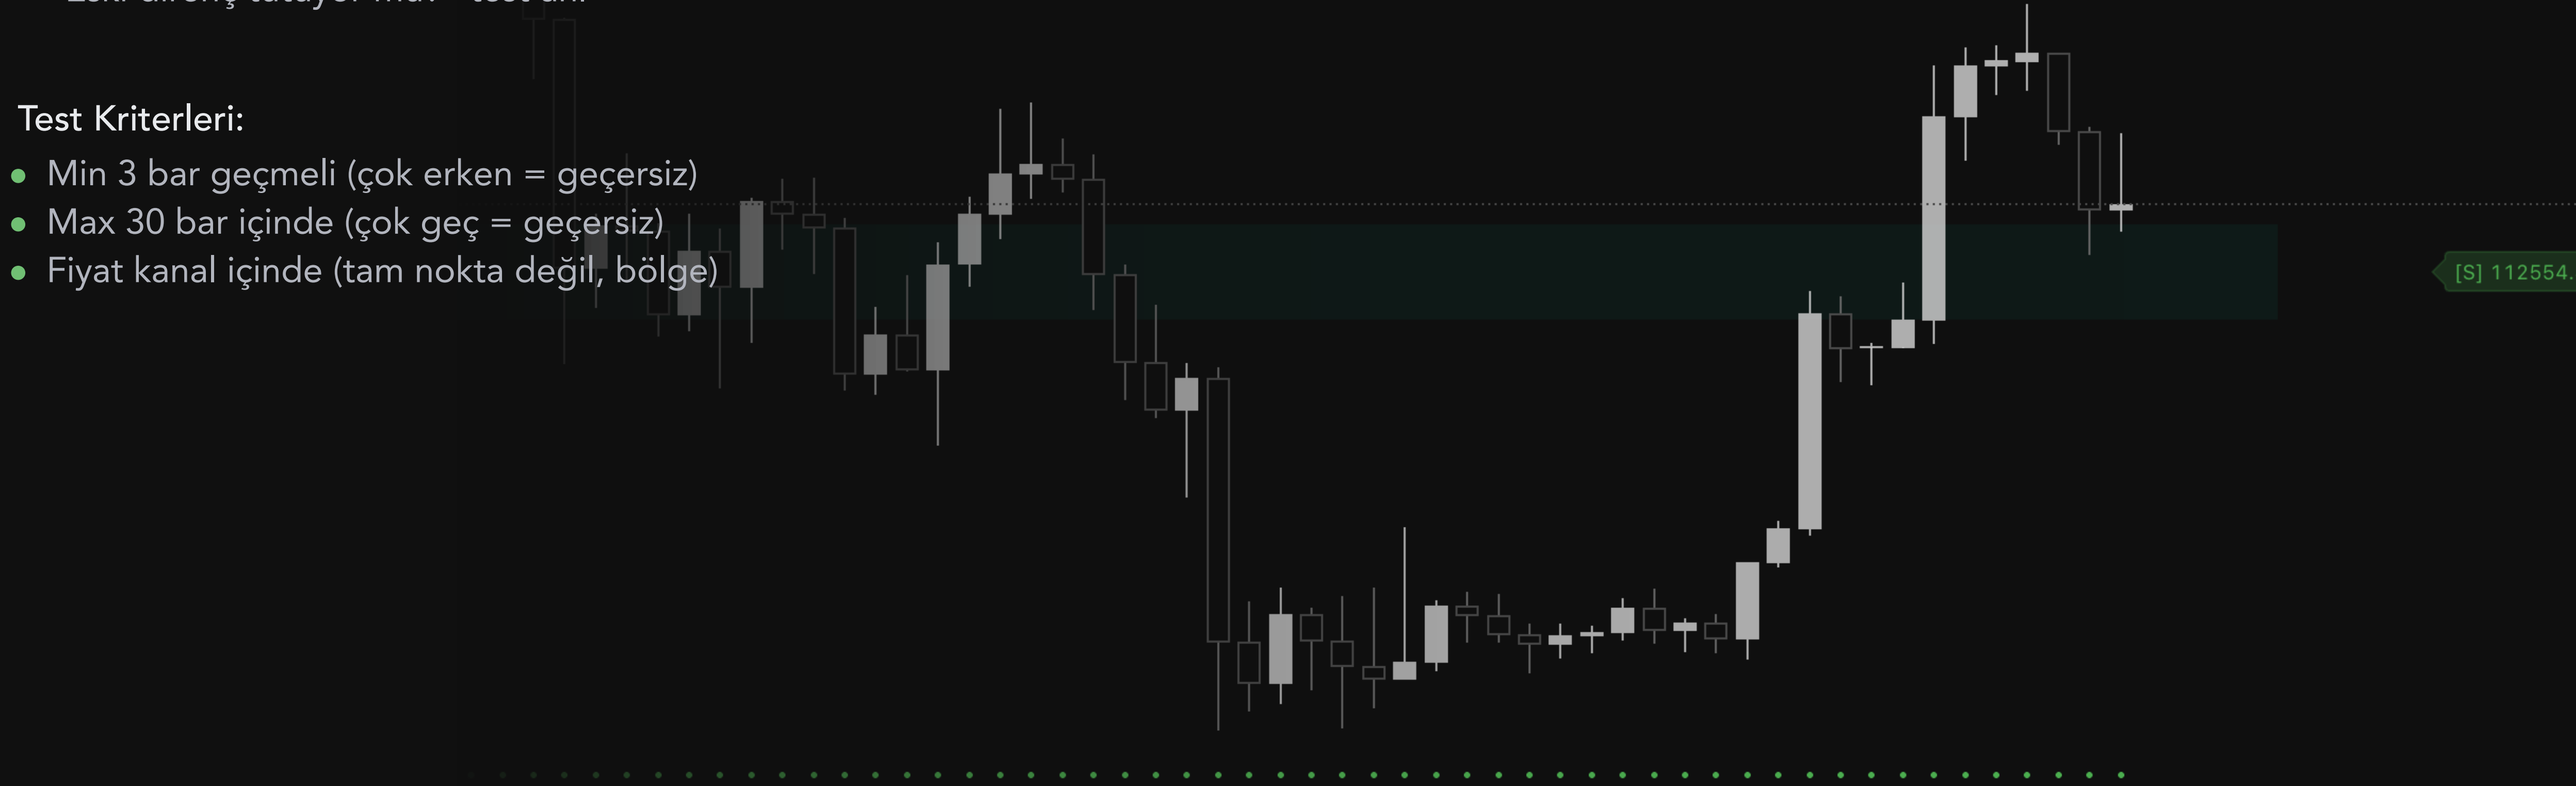 Test Kriterleri:
• Min 3 bar geçmeli (çok erken = geçersiz)
• Max 30 bar içinde (çok geç = geçersiz)
• Fiyat kanal içinde (tam nokta değil, bölge)
[S] 112554.